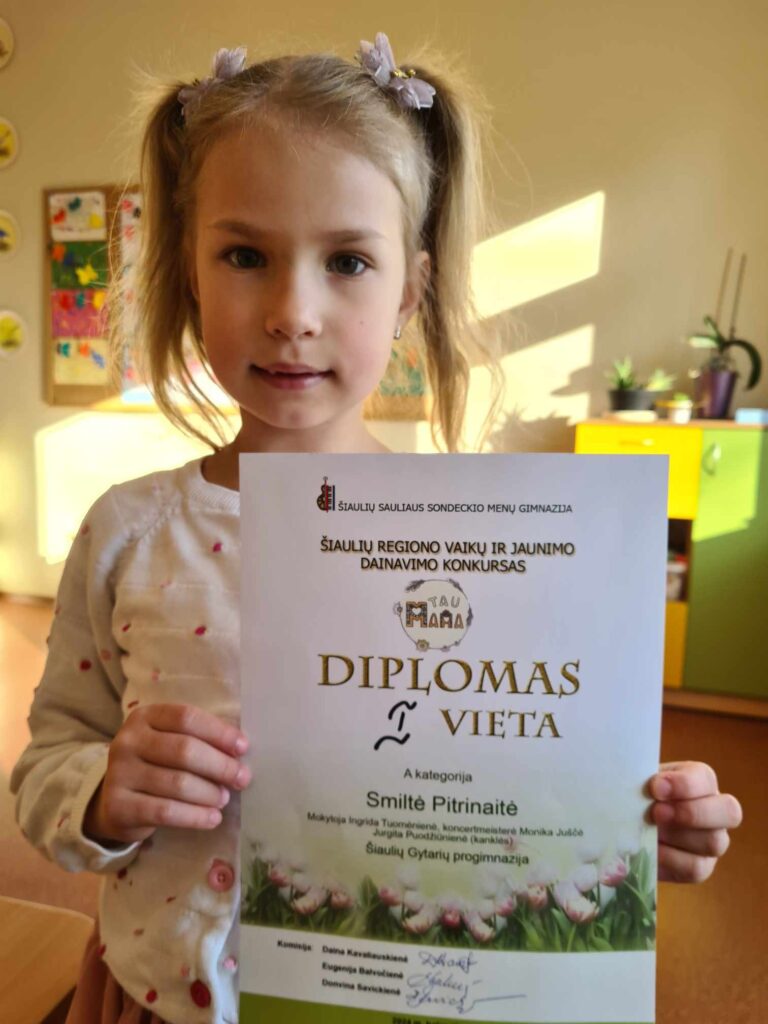 ŠIAULIŲ SAULIAUS SONDECKIO MENŲ GIMNAZIJA
ŠIAULIŲ REGIONO VAIKŲ IR JAUNIMO
DAINAVIMO KONKURSAS
TAU
MAMA
DIPLOMAS
I VIETA
A kategorija
Smiltė Pitrinaitė
Mokytoja Ingrida Tuomėnienė, koncertmeisterė Monika Juščė
Jurgita Puodžiūnienė (kanklės)
Šiaulių Gytarių progimnazija
Komisija: Daina Kavaliauskienė
Eugenija Balvočienė
Donvina Savickienė